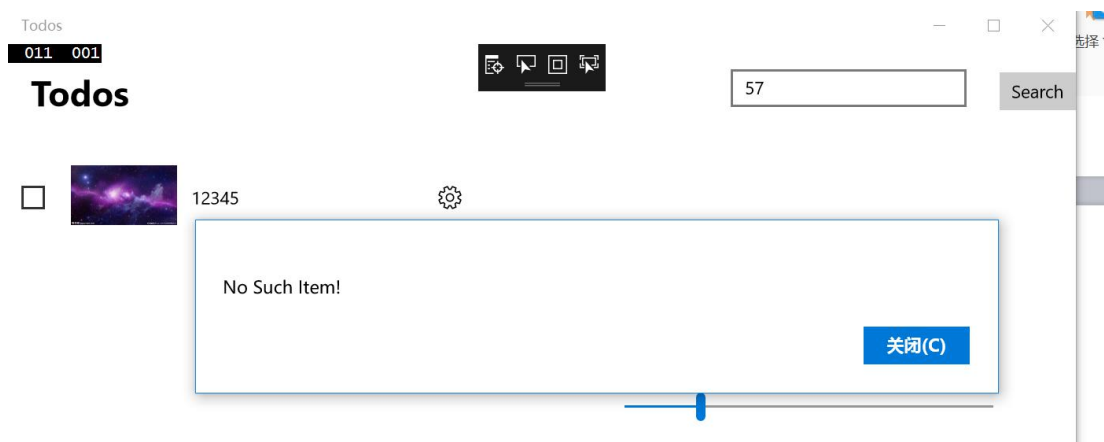 Todos
011 001
选择
Todos
57
Search
12345
No Such Item!
关闭(C)